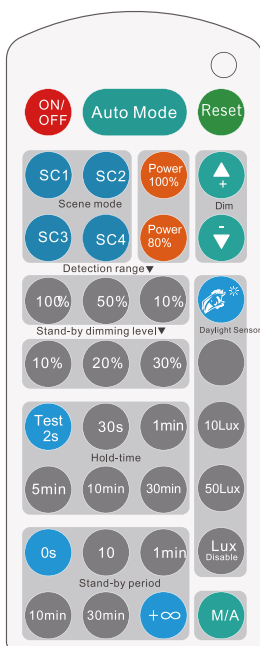 ON/
OFF
Auto Mode
Reset
SC1
SC2
Power
100%
+
Scene mode
Dim
SC3
SC4
Power
80%
-
Detection range▼
100%
50%
10%
Stand-by dimming level▼
Daylight Sensor
10%
20%
30%
Test
2s
30s
1min
10Lux
Hold-time
5min
10min
30min
50Lux
0s
10
1min
Lux
Disable
Stand-by period
10min
30min
+∞
M/A